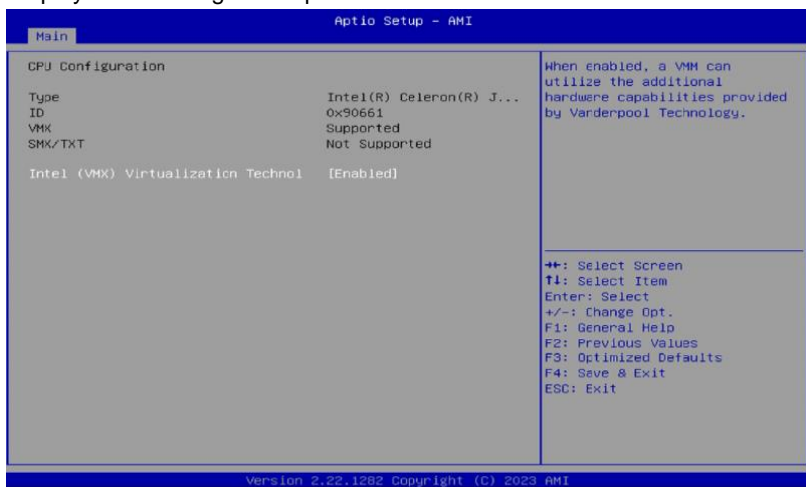 Aptio Setup - AMI
Main
CPU Configuration
Type Intel(R) Celeron(R) J...
ID 0x90661
VMX Supported
SMX/TXT Not Supported
Intel (VMX) Virtualization Technol [Enabled]
When enabled, a VMM can
utilize the additional
hardware capabilities provided
by Vanderpool Technology.
→←: Select Screen
↑↓: Select Item
Enter: Select
+/-: Change Opt.
F1: General Help
F2: Previous Values
F3: Optimized Defaults
F4: Save & Exit
ESC: Exit
Version 2.22.1282 Copyright (C) 2023 AMI